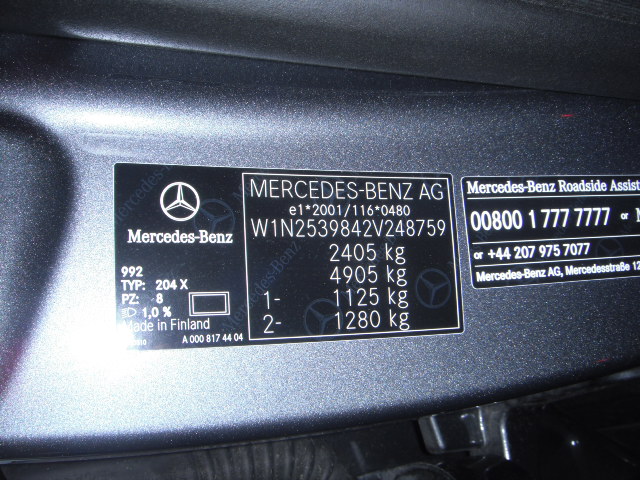 Mercedes-Benz
992
TYP: 204 X
PZ: 8
1,0 %
Made in Finland
A 000 817 44 04
MERCEDES-BENZ AG
e1*2001/116*0480
W1N2539842V248759
2405 kg
4905 kg
1- 1125 kg
2- 1280 kg
Mercedes-Benz Roadside Assist
00800 1 777 7777 or
or +44 207 975 7077
Mercedes-Benz AG, Mercedesstraße 12